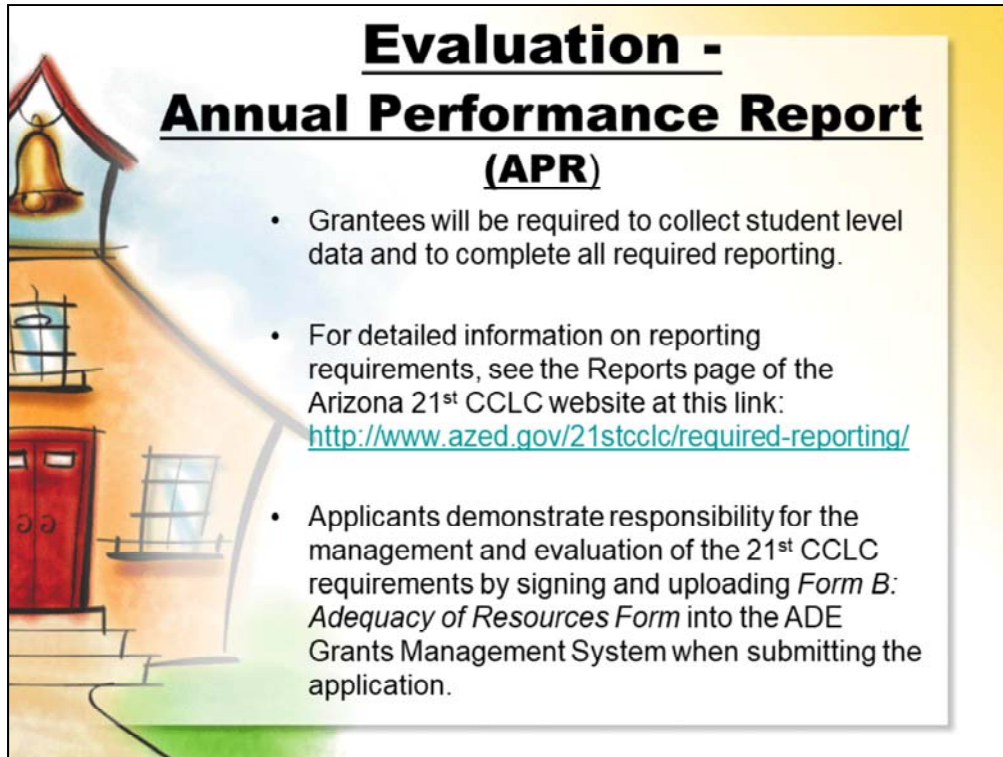 Evaluation -
Annual Performance Report
(APR)
• Grantees will be required to collect student level
data and to complete all required reporting.
• For detailed information on reporting
requirements, see the Reports page of the
Arizona 21st CCLC website at this link:
http://www.azed.gov/21stcclc/required-reporting/
• Applicants demonstrate responsibility for the
management and evaluation of the 21st CCLC
requirements by signing and uploading Form B:
Adequacy of Resources Form into the ADE
Grants Management System when submitting the
application.